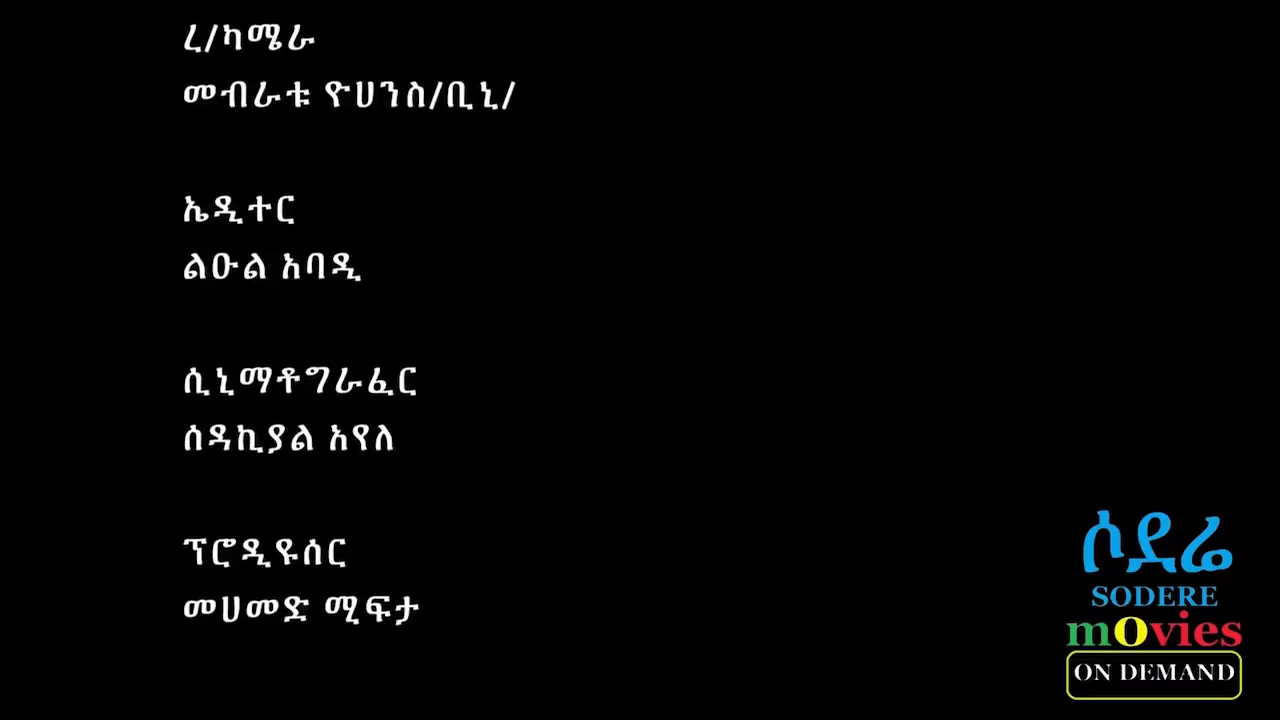 ረ/ካሜራ
መብራቱ ዮሀንስ/ቢኒ/
ኤዲተር
ልዑል አባዲ
ሲኒማቶግራፈር
ሰዳኪያል አየለ
ፕሮዲዩሰር
መሀመድ ሚፍታ
ሶደሬ
SODERE
mOvies
ON DEMAND